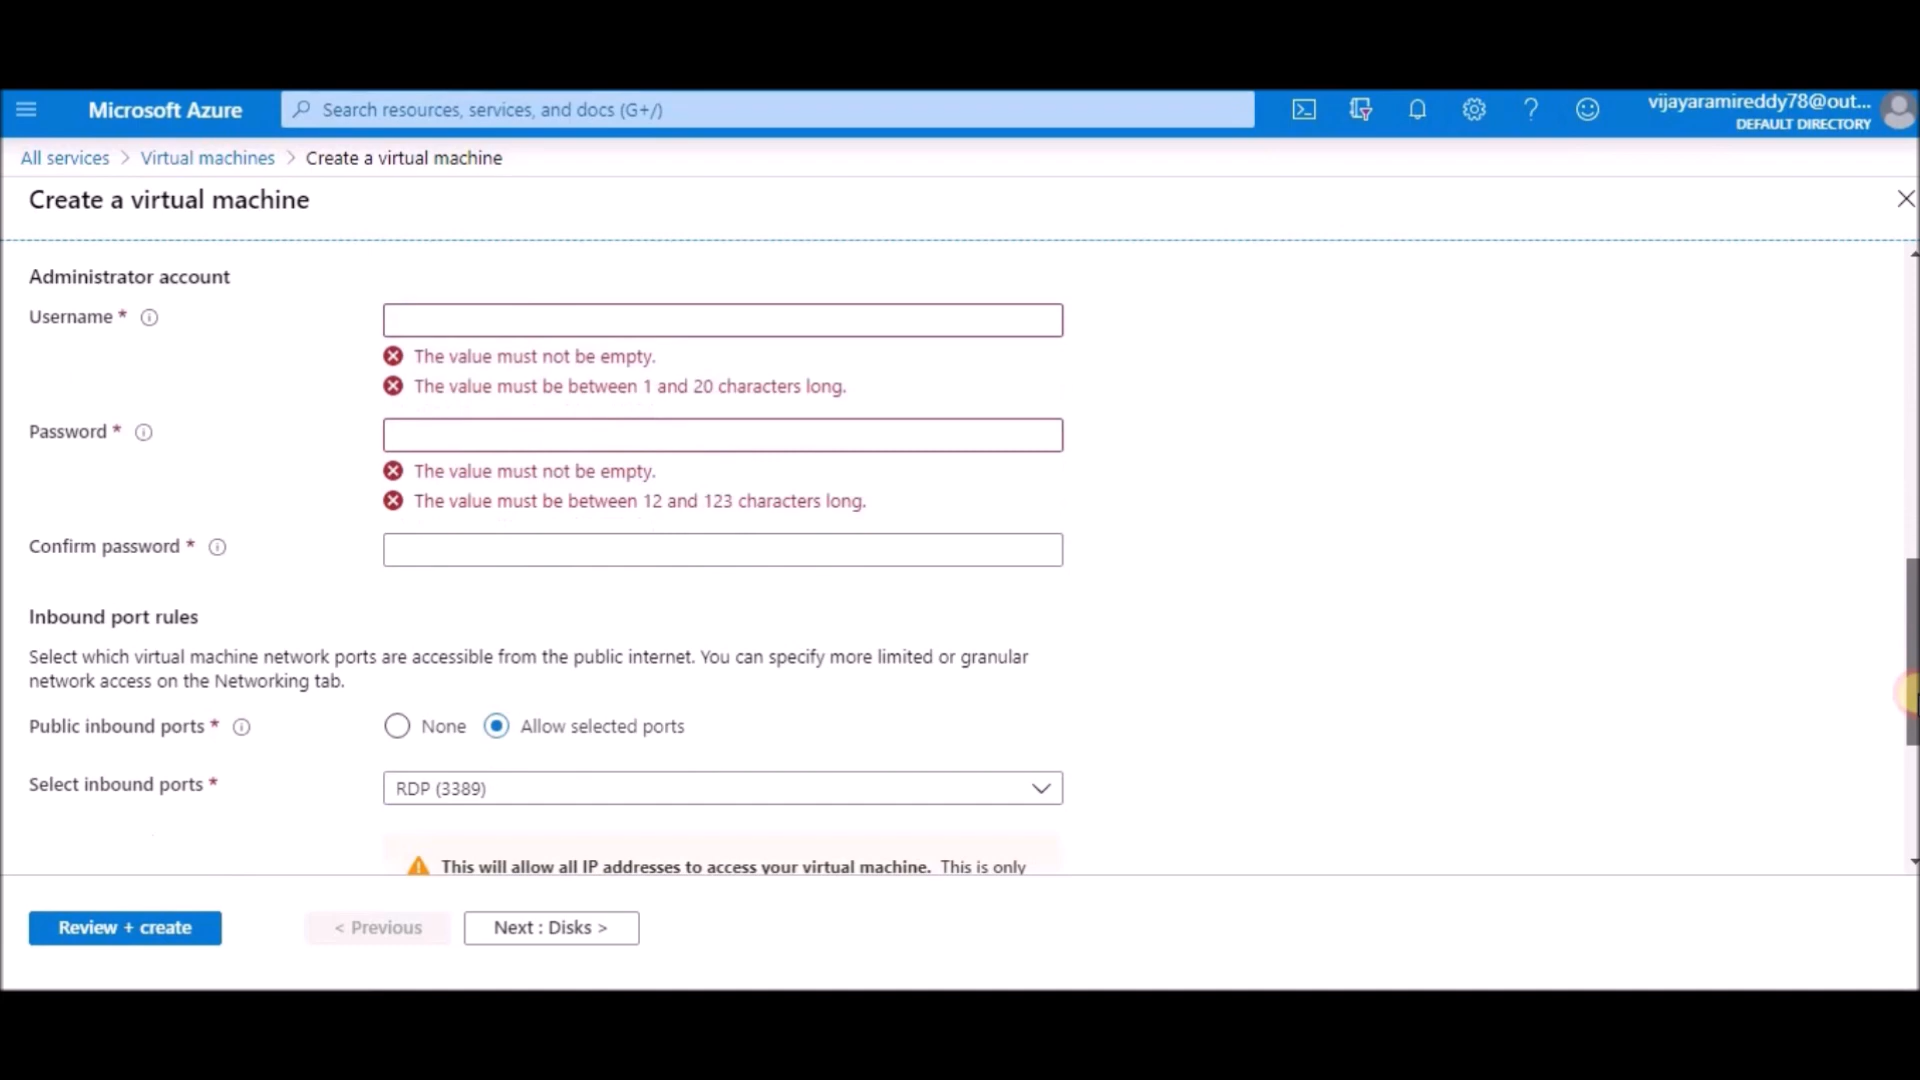 Microsoft Azure
Search resources, services, and docs (G+/)
vijayaramireddy78@out...
DEFAULT DIRECTORY
All services > Virtual machines > Create a virtual machine
Create a virtual machine
Administrator account
Username *
The value must not be empty.
The value must be between 1 and 20 characters long.
Password *
The value must not be empty.
The value must be between 12 and 123 characters long.
Confirm password *
Inbound port rules
Select which virtual machine network ports are accessible from the public internet. You can specify more limited or granular
network access on the Networking tab.
Public inbound ports *
None
Allow selected ports
Select inbound ports *
RDP (3389)
This will allow all IP addresses to access your virtual machine. This is only
Review + create
< Previous
Next : Disks >